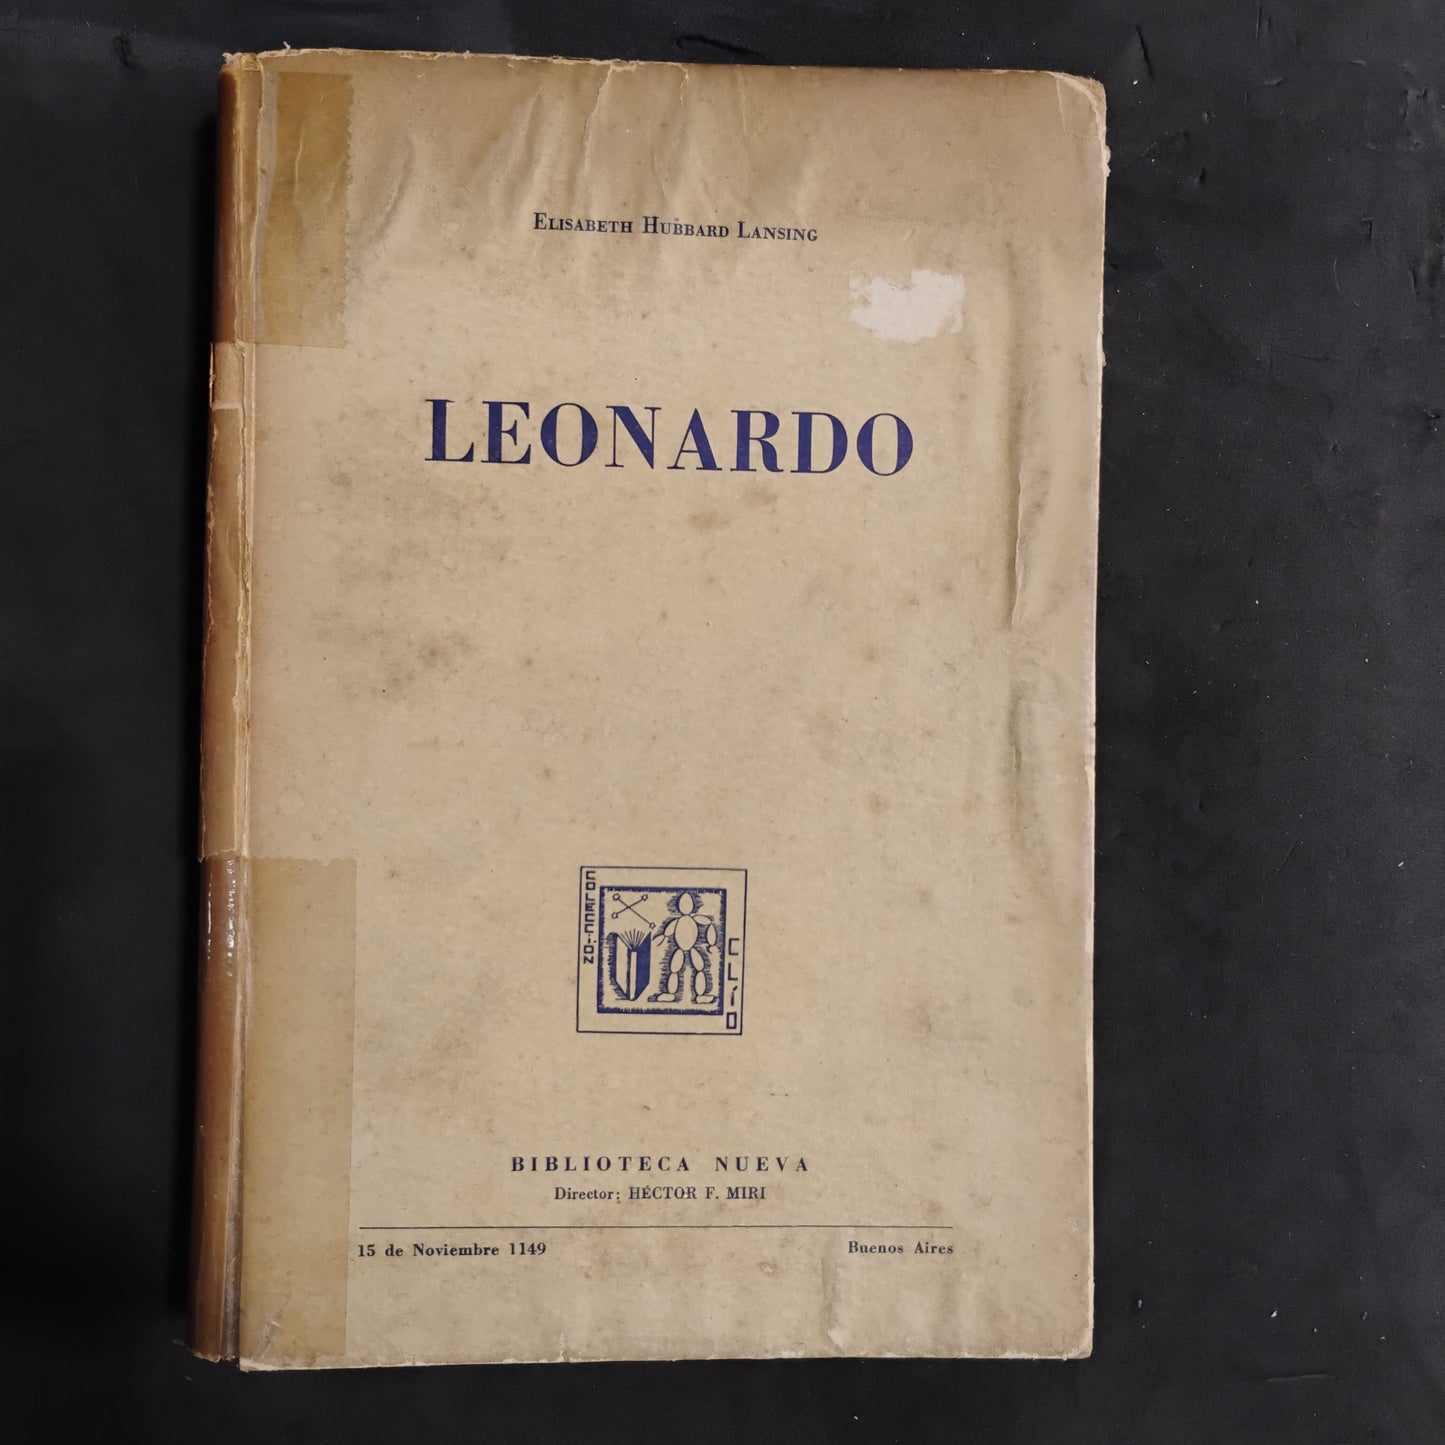 ELISABETH HUBBARD LANSING
LEONARDO
COLECCIÓN
CLÍO
BIBLIOTECA NUEVA
Director: HÉCTOR F. MIRI
15 de Noviembre 1149
Buenos Aires